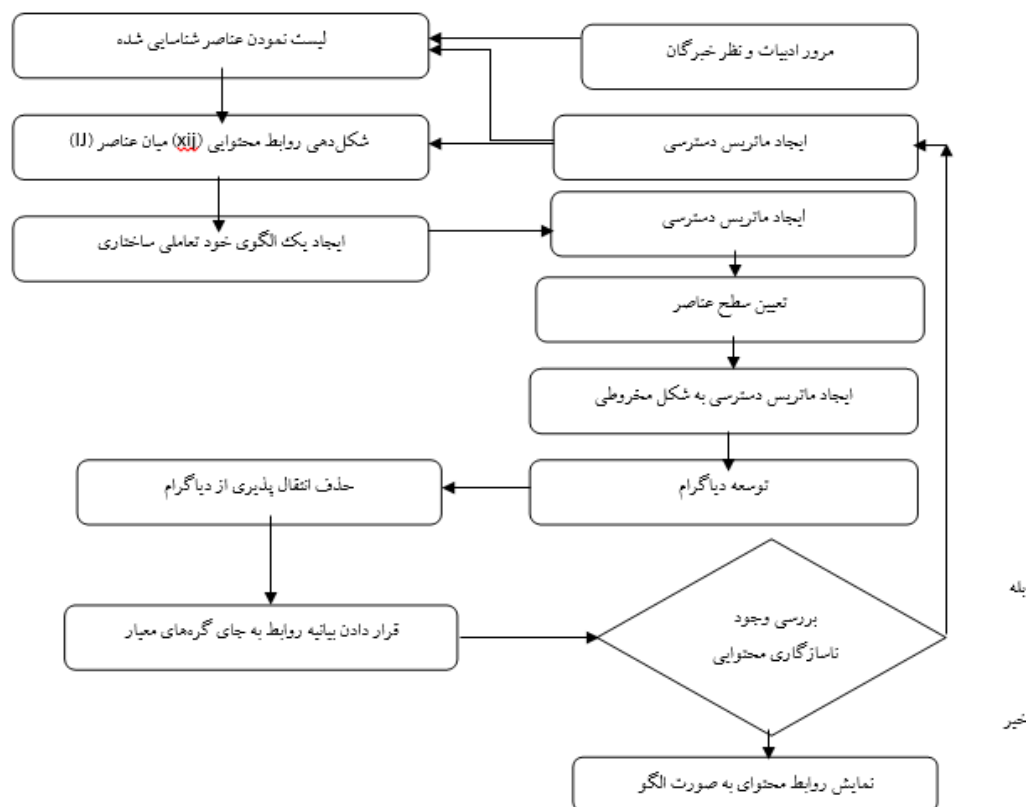 مرور ادبیات و نظر خبرگان
لیست نمودن عناصر شناسایی شده
ایجاد ماتریس دسترسی
شکل‌دهی روابط محتوایی (xij) میان عناصر (IJ)
ایجاد ماتریس دسترسی
ایجاد یک الگوی خود تعاملی ساختاری
تعیین سطح عناصر
ایجاد ماتریس دسترسی به شکل مخروطی
توسعه دیاگرام
حذف انتقال پذیری از دیاگرام
بله
بررسی وجود
ناسازگاری محتوایی
قرار دادن بیانیه روابط به جای گره‌های معیار
خیر
نمایش روابط محتوای به صورت الگو